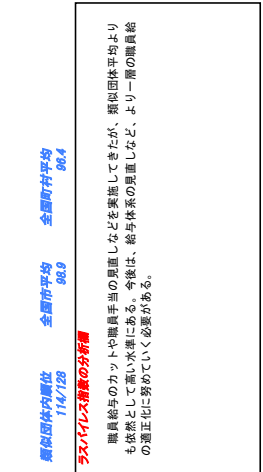 類似団体内順位 全国市平均 全国町村平均
114/128 98.9 96.4
ラスパイレス指数の分析欄
職員給与のカットや職員手当の見直しなどを実施してきたが、類似団体平均より
も依然として高い水準にある。今後は、給与体系の見直しなど、より一層の職員給
の適正化に努めていく必要がある。